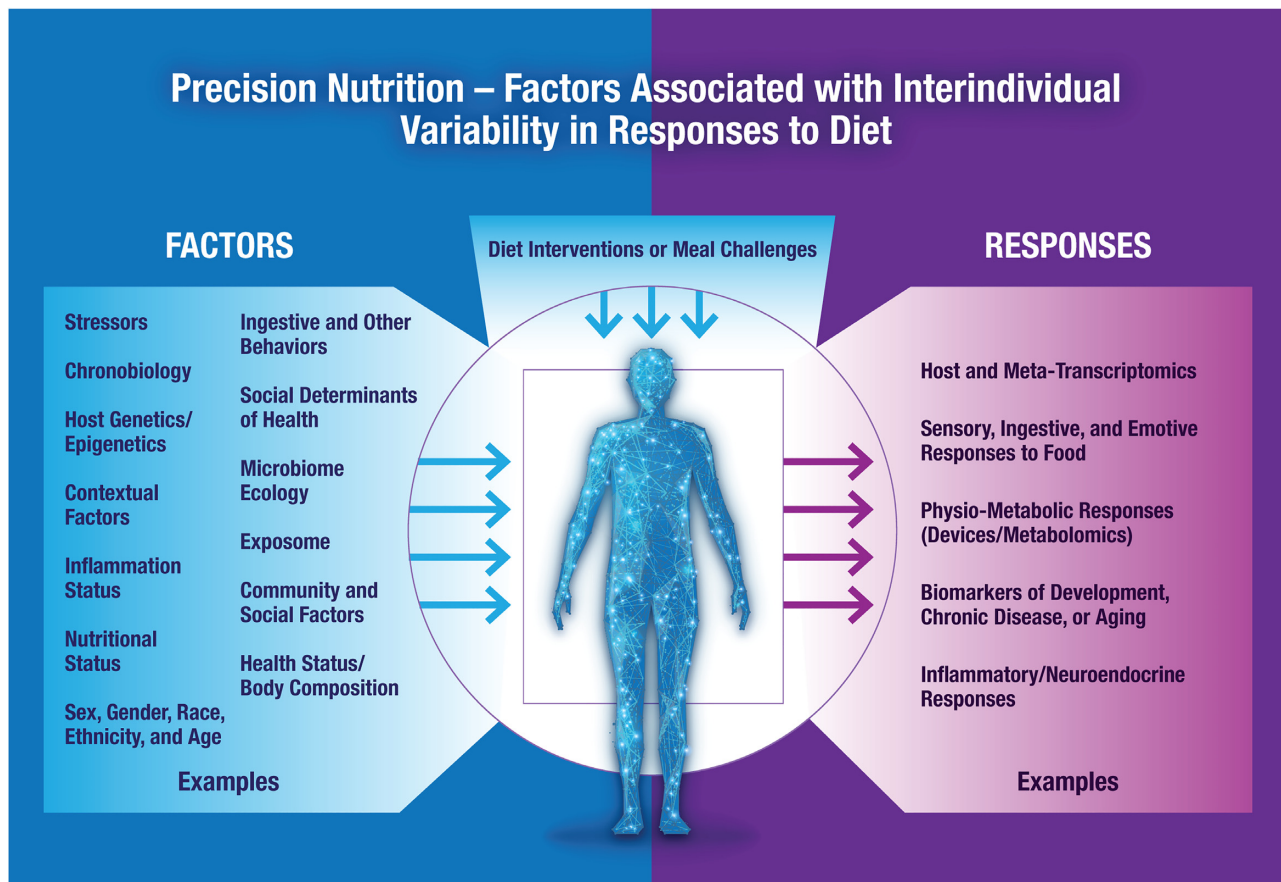 Precision Nutrition – Factors Associated with Interindividual
Variability in Responses to Diet
FACTORS
Stressors
Chronobiology
Host Genetics/
Epigenetics
Contextual
Factors
Inflammation
Status
Nutritional
Status
Sex, Gender, Race,
Ethnicity, and Age
Ingestive and Other
Behaviors
Social Determinants
of Health
Microbiome
Ecology
Exposome
Community and
Social Factors
Health Status/
Body Composition
Examples
Diet Interventions or Meal Challenges
RESPONSES
Host and Meta-Transcriptomics
Sensory, Ingestive, and Emotive
Responses to Food
Physio-Metabolic Responses
(Devices/Metabolomics)
Biomarkers of Development,
Chronic Disease, or Aging
Inflammatory/Neuroendocrine
Responses
Examples